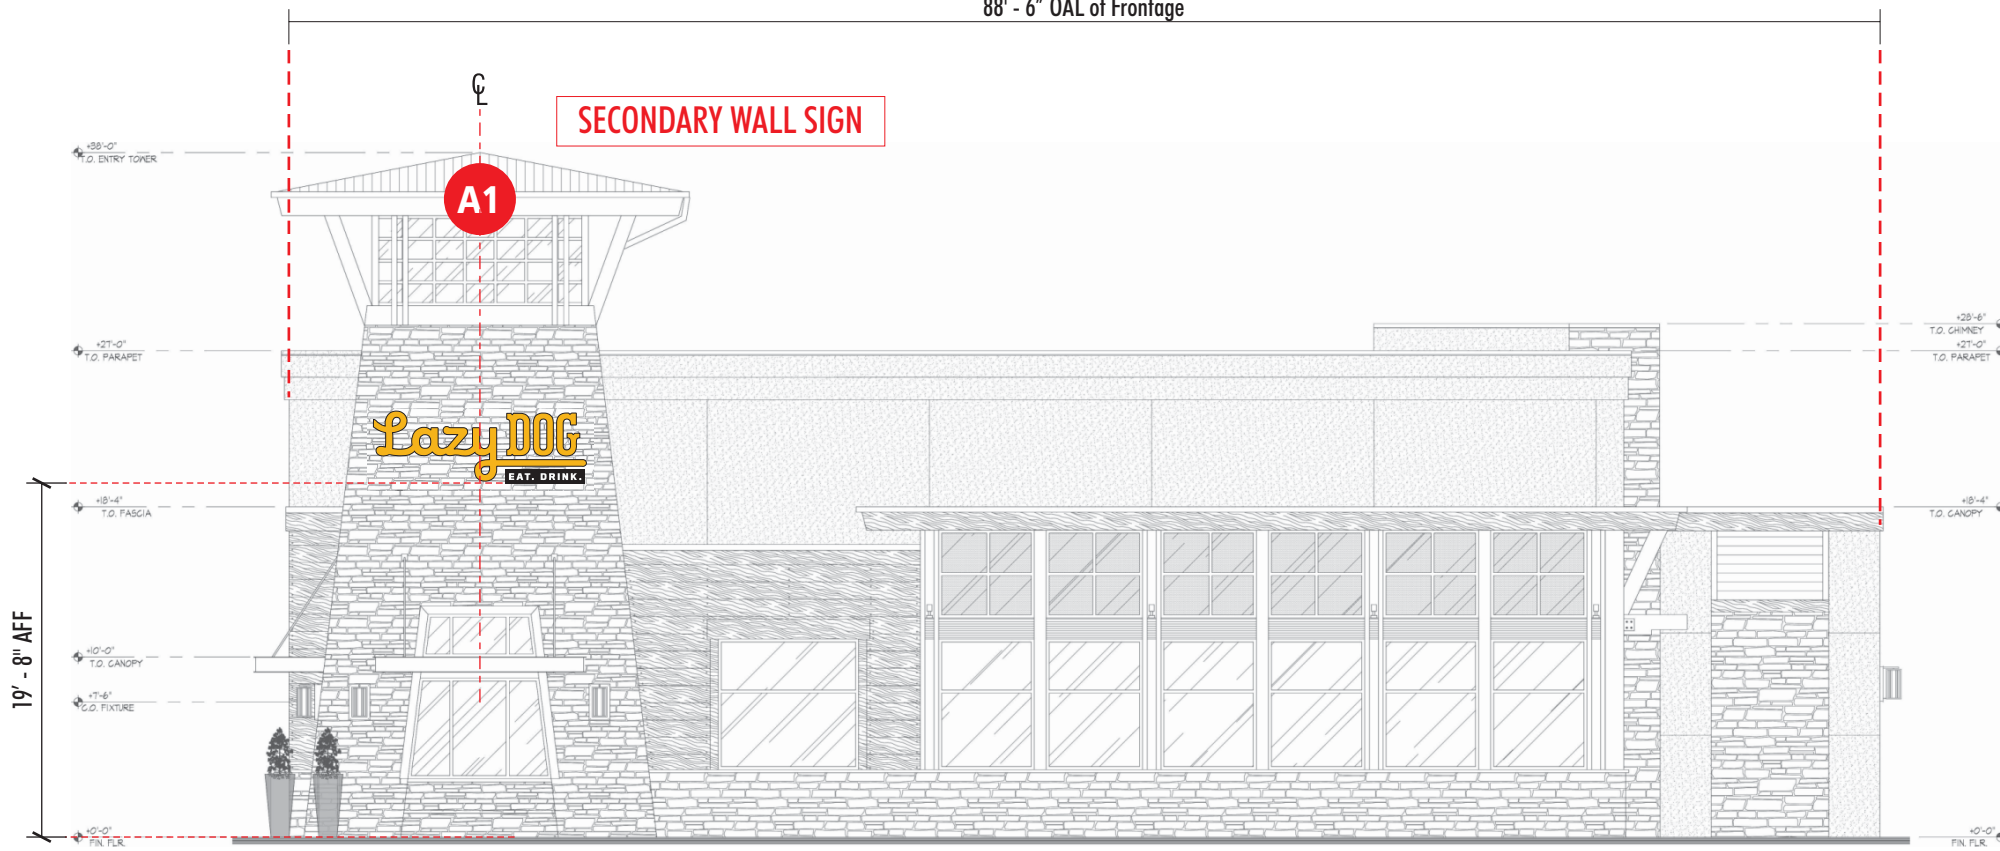 88' - 6" OAL of Frontage
℄
SECONDARY WALL SIGN
A1
+38'-0"
T.O. ENTRY TOWER
+28'-6"
T.O. CHIMNEY
+27'-0"
T.O. PARAPET
+27'-0"
T.O. PARAPET
Lazy DOG
EAT. DRINK.
+18'-4"
T.O. FASCIA
+18'-4"
T.O. CANOPY
19' - 8" AFF
+10'-0"
T.O. CANOPY
+7'-6"
C.O. FIXTURE
+0'-0"
FIN. FLR.
+0'-0"
FIN. FLR.